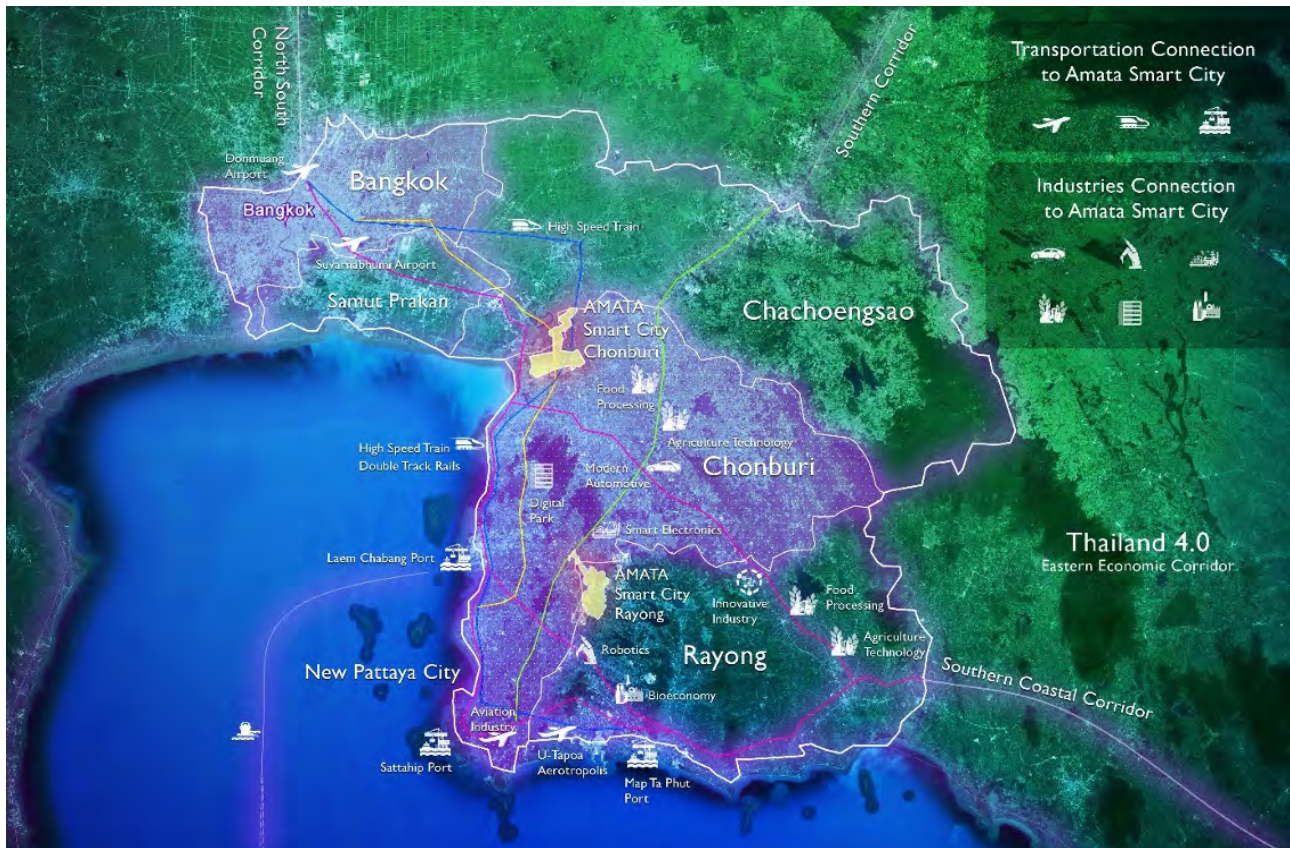 North South
Corridor
Southern Corridor
Transportation Connection
to Amata Smart City
Industries Connection
to Amata Smart City
Donmuang
Airport
Bangkok
Bangkok
High Speed Train
Suvarnabhumi Airport
Samut Prakan
AMATA
Smart City
Chonburi
Chachoengsao
Food
Processing
Agriculture Technology
High Speed Train
Double Track Rails
Modern
Automotive
Chonburi
Digital
Park
Smart Electronics
Thailand 4.0
Eastern Economic Corridor.
Laem Chabang Port
AMATA
Smart City
Rayong
Innovative
Industry
Food
Processing
Robotics
Rayong
Agriculture
Technology
New Pattaya City
Bioeconomy
Southern Coastal Corridor
Aviation
Industry
Sattahip Port
U-Tapoa
Aerotropolis
Map Ta Phut
Port